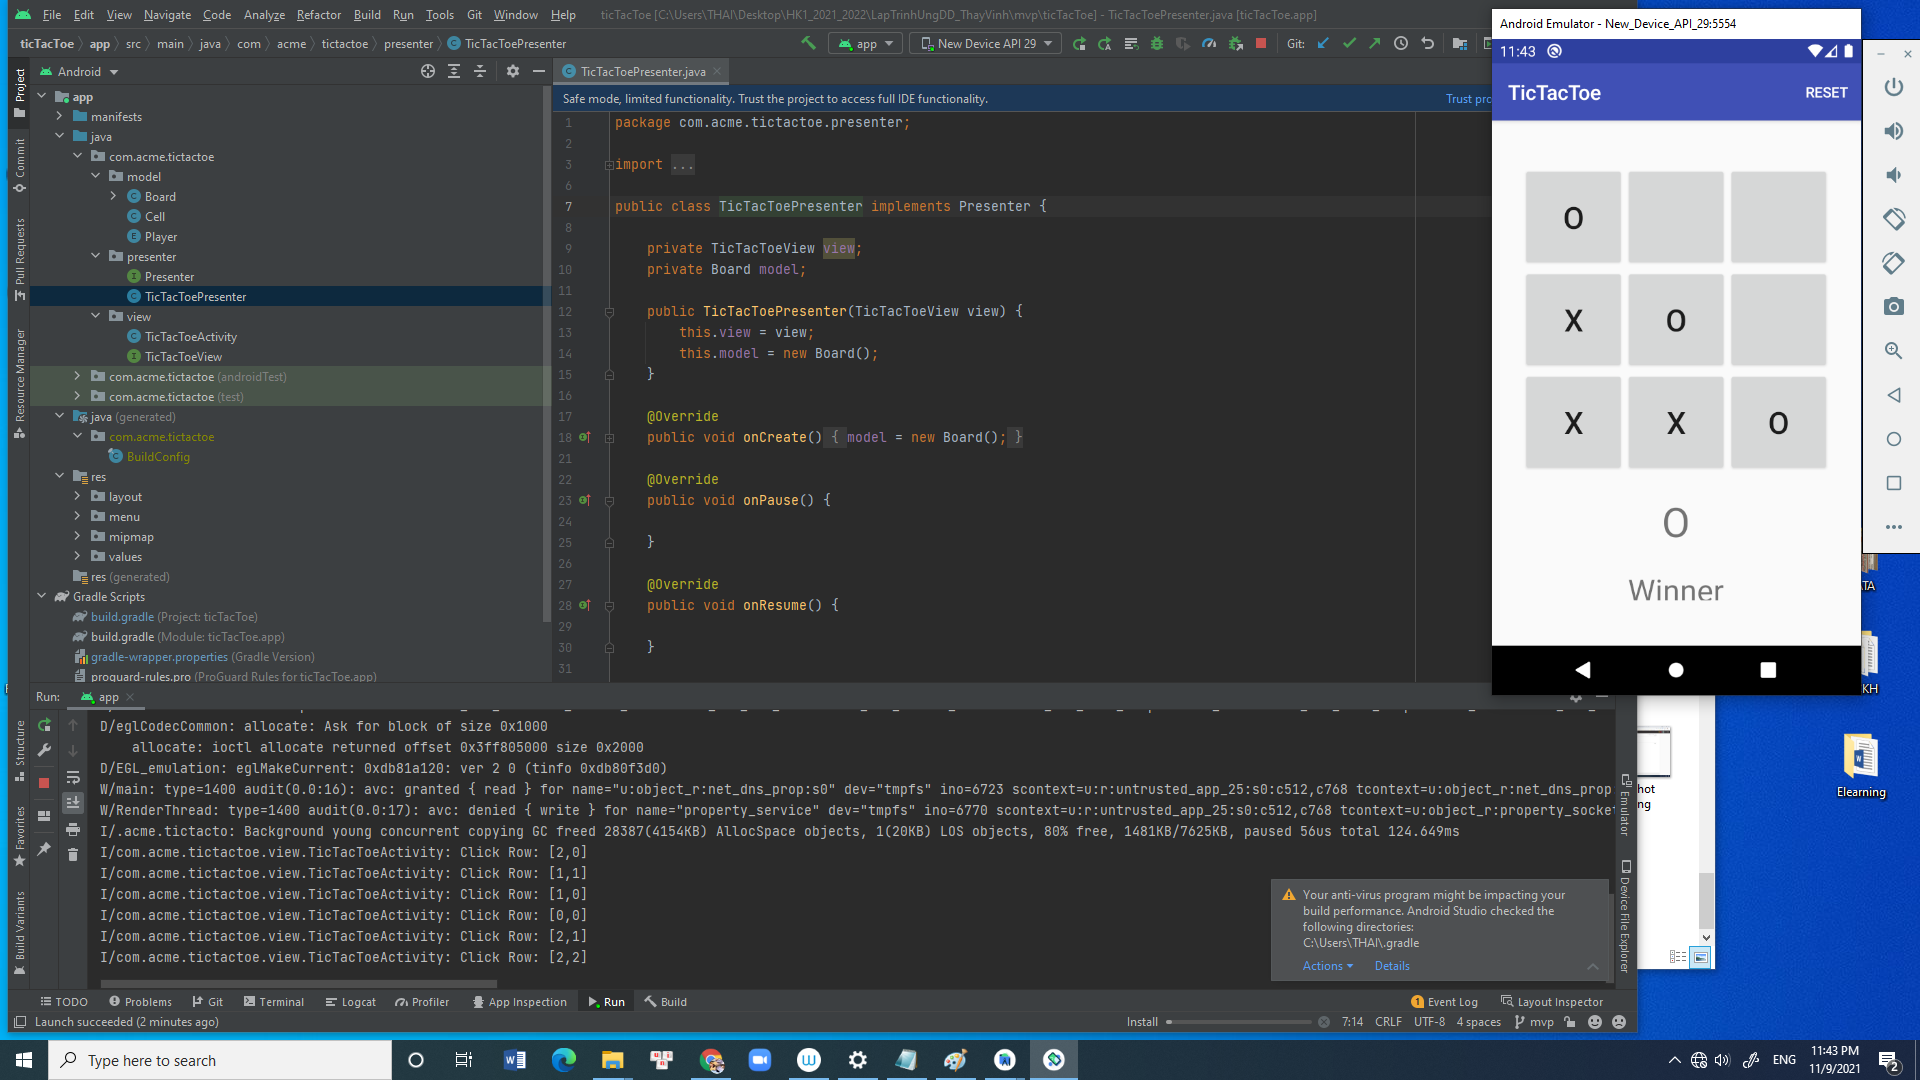 File Edit View Navigate Code Analyze Refactor Build Run Tools Git Window Help ticTacToe [C:\Users\THAI\Desktop\HK1_2021_2022\LapTrinhUngDD_ThayVinh\mvp\ticTacToe] - TicTacToePresenter.java [ticTacToe.app]
ticTacToe app src main java com acme tictactoe presenter TicTacToePresenter
app New Device API 29 Git:
Android
TicTacToePresenter.java
Safe mode, limited functionality. Trust the project to access full IDE functionality.
Project
Commit
Pull Requests
Resource Manager
Structure
Favorites
Build Variants
app
manifests
java
com.acme.tictactoe
model
Board
Cell
Player
presenter
Presenter
TicTacToePresenter
view
TicTacToeActivity
TicTacToeView
com.acme.tictactoe (androidTest)
com.acme.tictactoe (test)
java (generated)
com.acme.tictactoe
BuildConfig
res
layout
menu
mipmap
values
res (generated)
Gradle Scripts
build.gradle (Project: ticTacToe)
build.gradle (Module: ticTacToe.app)
gradle-wrapper.properties (Gradle Version)
proguard-rules.pro (ProGuard Rules for ticTacToe.app)
1 package com.acme.tictactoe.presenter;
2
3 import ...
6
7 public class TicTacToePresenter implements Presenter {
8
9 private TicTacToeView view;
10 private Board model;
11
12 public TicTacToePresenter(TicTacToeView view) {
13 this.view = view;
14 this.model = new Board();
15 }
16
17 @Override
18 public void onCreate() { model = new Board(); }
21
22 @Override
23 public void onPause() {
24
25 }
26
27 @Override
28 public void onResume() {
29
30 }
31
Android Emulator - New_Device_API_29:5554
11:43
TicTacToe RESET
O
X O
X X O
O
Winner
Run: app
D/eglCodecCommon: allocate: Ask for block of size 0x1000
allocate: ioctl allocate returned offset 0x3ff805000 size 0x2000
D/EGL_emulation: eglMakeCurrent: 0xdb81a120: ver 2 0 (tinfo 0xdb80f3d0)
W/main: type=1400 audit(0.0:16): avc: granted { read } for name="u:object_r:net_dns_prop:s0" dev="tmpfs" ino=6723 scontext=u:r:untrusted_app_25:s0:c512,c768 tcontext=u:object_r:net_dns_prop
W/RenderThread: type=1400 audit(0.0:17): avc: denied { write } for name="property_service" dev="tmpfs" ino=6770 scontext=u:r:untrusted_app_25:s0:c512,c768 tcontext=u:object_r:property_socket
I/.acme.tictacto: Background young concurrent copying GC freed 28387(4154KB) AllocSpace objects, 1(20KB) LOS objects, 80% free, 1481KB/7625KB, paused 56us total 124.649ms
I/com.acme.tictactoe.view.TicTacToeActivity: Click Row: [2,0]
I/com.acme.tictactoe.view.TicTacToeActivity: Click Row: [1,1]
I/com.acme.tictactoe.view.TicTacToeActivity: Click Row: [1,0]
I/com.acme.tictactoe.view.TicTacToeActivity: Click Row: [0,0]
I/com.acme.tictactoe.view.TicTacToeActivity: Click Row: [2,1]
I/com.acme.tictactoe.view.TicTacToeActivity: Click Row: [2,2]
Your anti-virus program might be impacting your
build performance. Android Studio checked the
following directories:
C:\Users\THAI\.gradle
Actions Details
Emulator
Device File Explorer
Elearning
TODO Problems Git Terminal Logcat Profiler App Inspection Run Build 1 Event Log Layout Inspector
Launch succeeded (2 minutes ago) Install 7:14 CRLF UTF-8 4 spaces mvp
Type here to search
ENG
11:43 PM
11/9/2021
2